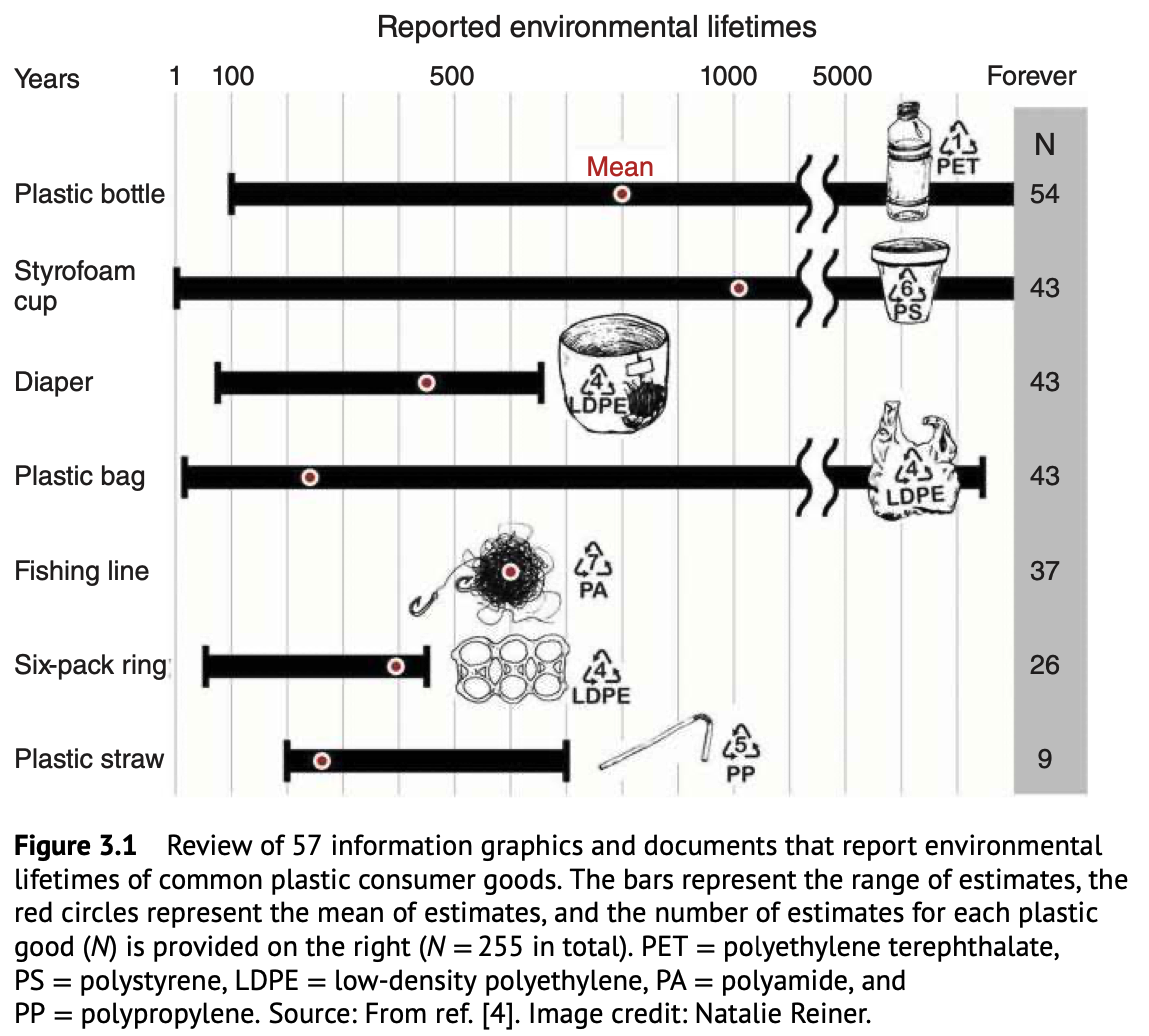 Reported environmental lifetimes
Years 1 100 500 1000 5000 Forever
N
1
PET
Mean
Plastic bottle 54
Styrofoam
cup 43
6
PS
Diaper 43
4
LDPE
Plastic bag 43
4
LDPE
Fishing line 37
7
PA
Six-pack ring 26
4
LDPE
Plastic straw 9
5
PP
Figure 3.1 Review of 57 information graphics and documents that report environmental
lifetimes of common plastic consumer goods. The bars represent the range of estimates, the
red circles represent the mean of estimates, and the number of estimates for each plastic
good (N) is provided on the right (N = 255 in total). PET = polyethylene terephthalate,
PS = polystyrene, LDPE = low-density polyethylene, PA = polyamide, and
PP = polypropylene. Source: From ref. [4]. Image credit: Natalie Reiner.